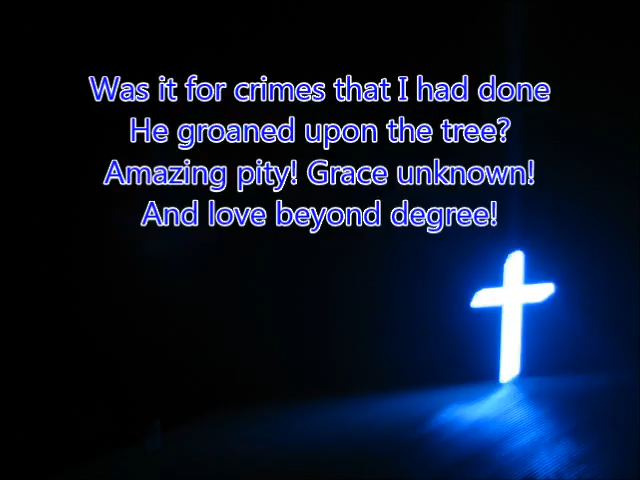 Was it for crimes that I had done
He groaned upon the tree?
Amazing pity! Grace unknown!
And love beyond degree!